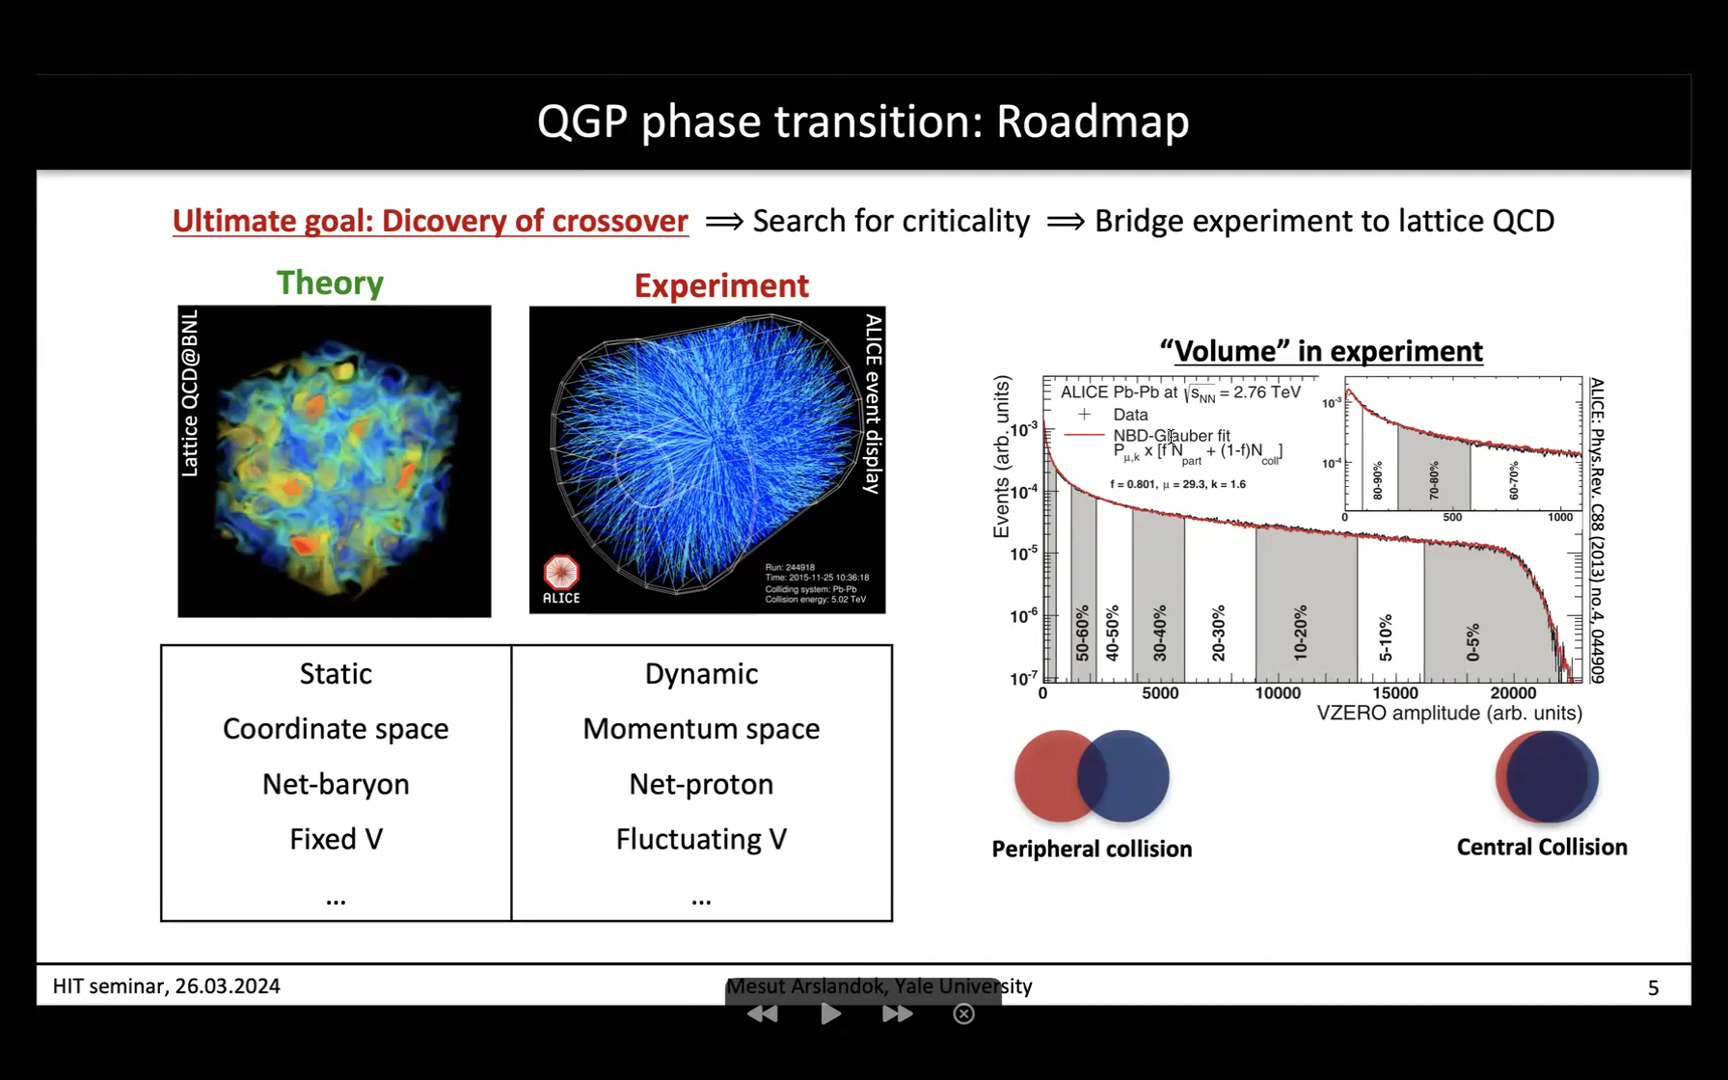 QGP phase transition: Roadmap
Ultimate goal: Dicovery of crossover ⟹ Search for criticality ⟹ Bridge experiment to lattice QCD
Theory
Experiment
Lattice QCD@BNL
ALICE event display
ALICE
Run: 244918
Time: 2015-11-25 10:36:18
Colliding system: Pb-Pb
Collision energy: 5.02 TeV
Static
Dynamic
Coordinate space
Momentum space
Net-baryon
Net-proton
Fixed V
Fluctuating V
...
...
“Volume” in experiment
ALICE Pb-Pb at √sNN = 2.76 TeV
Data
NBD-Glauber fit
Pμ,k x [f Npart + (1-f)Ncoll]
f = 0.801, μ = 29.3, k = 1.6
Events (arb. units)
10-3
10-4
10-5
10-6
10-7
50-60%
40-50%
30-40%
20-30%
10-20%
5-10%
0-5%
0 5000 10000 15000 20000
VZERO amplitude (arb. units)
10-3
10-4
80-90%
70-80%
60-70%
0 500 1000
ALICE: Phys.Rev. C88 (2013) no.4, 044909
Peripheral collision
Central Collision
HIT seminar, 26.03.2024
Mesut Arslandok, Yale University
5